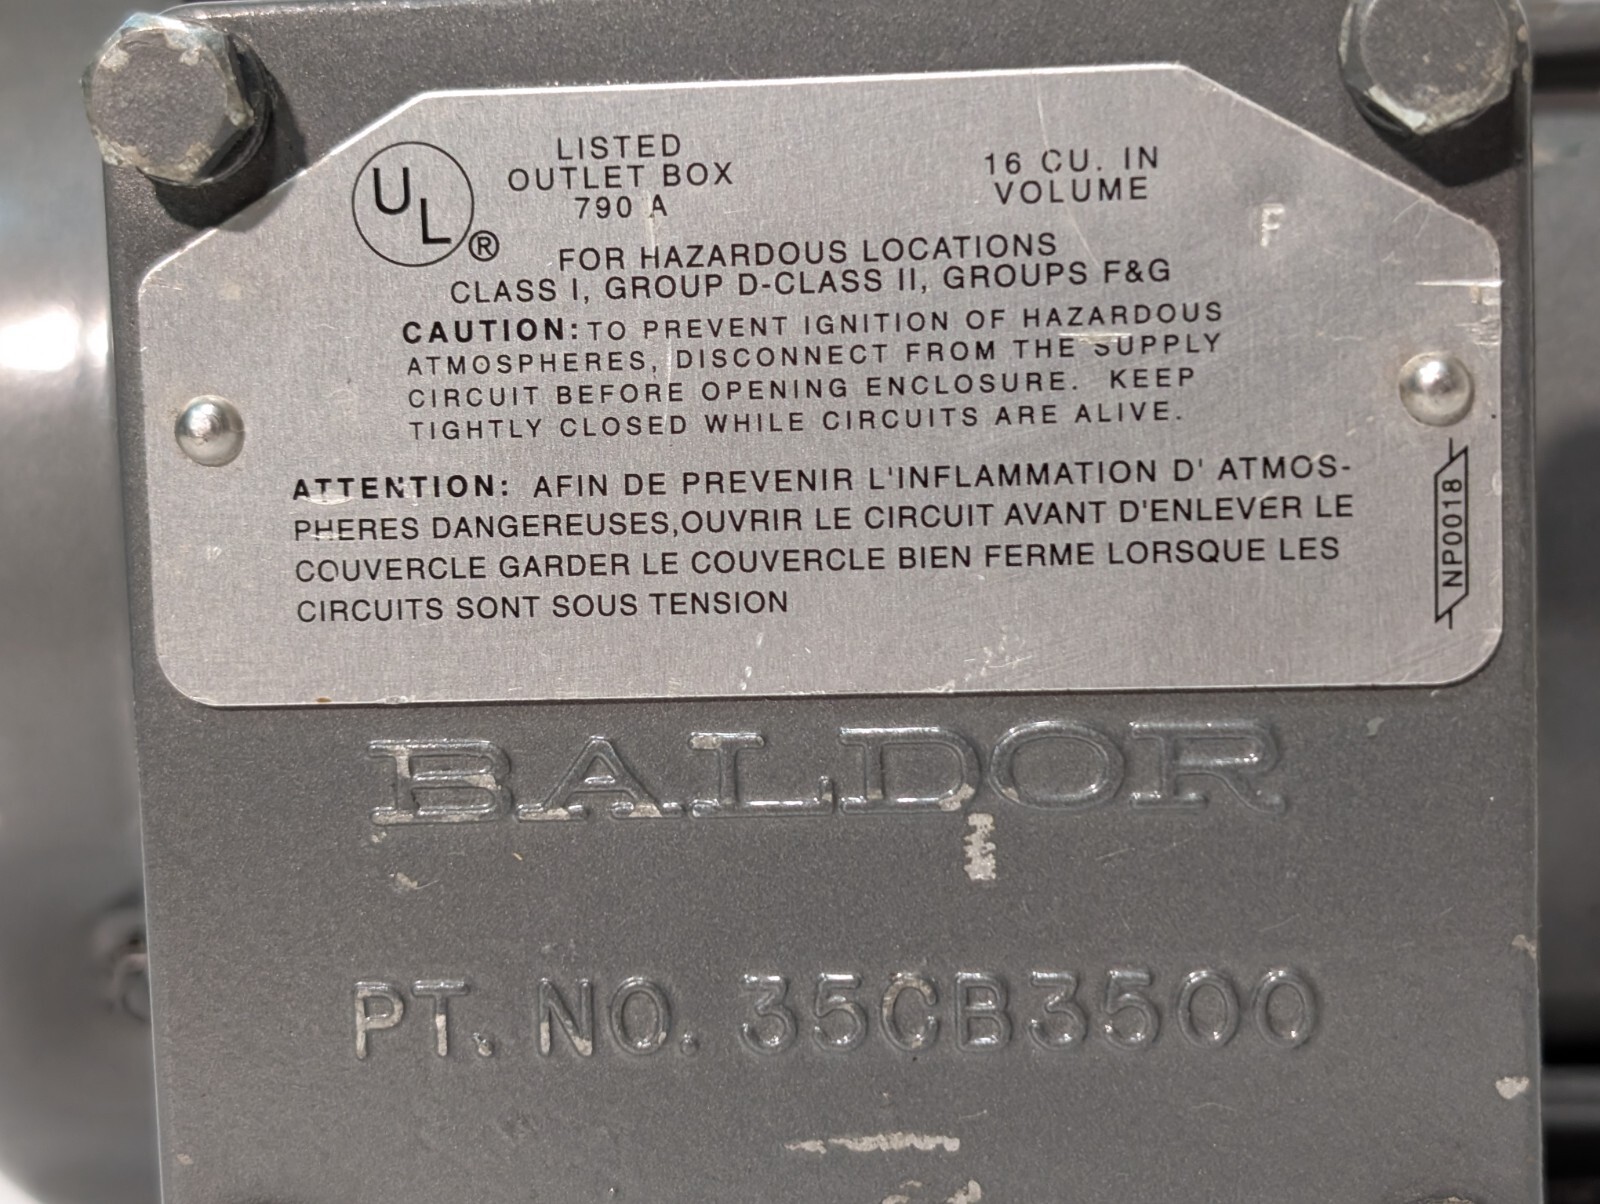 UL®
LISTED
OUTLET BOX
790 A
16 CU. IN
VOLUME
F
FOR HAZARDOUS LOCATIONS
CLASS I, GROUP D-CLASS II, GROUPS F&G
CAUTION: TO PREVENT IGNITION OF HAZARDOUS
ATMOSPHERES, DISCONNECT FROM THE SUPPLY
CIRCUIT BEFORE OPENING ENCLOSURE. KEEP
TIGHTLY CLOSED WHILE CIRCUITS ARE ALIVE.
ATTENTION: AFIN DE PREVENIR L'INFLAMMATION D' ATMOS-
PHERES DANGEREUSES,OUVRIR LE CIRCUIT AVANT D'ENLEVER LE
COUVERCLE GARDER LE COUVERCLE BIEN FERME LORSQUE LES
CIRCUITS SONT SOUS TENSION
NP0018
BALDOR
PT. NO. 35CB3500